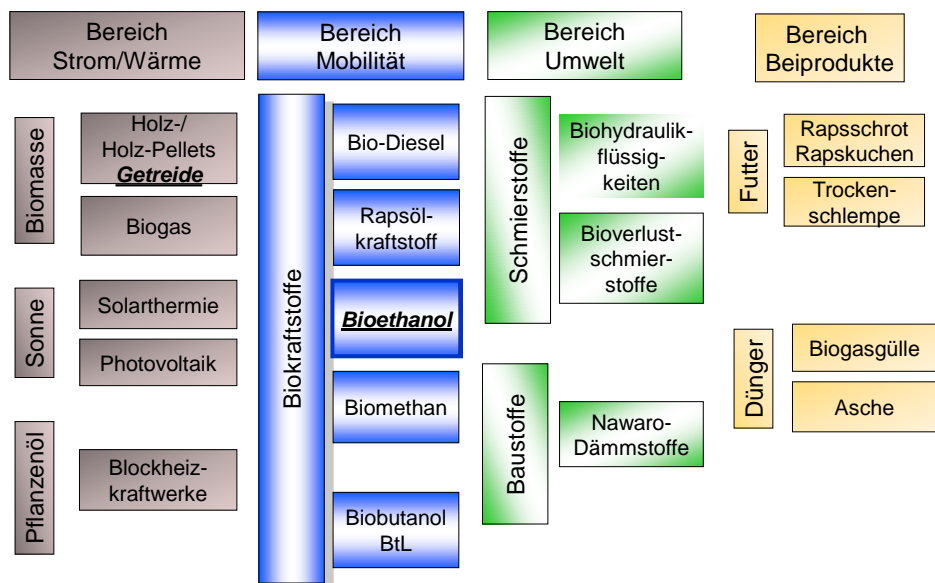 Bereich
Strom/Wärme
Bereich
Mobilität
Bereich
Umwelt
Bereich
Beiprodukte
Biomasse
Holz-/
Holz-Pellets
Getreide
Biogas
Sonne
Solarthermie
Photovoltaik
Pflanzenöl
Blockheiz-
kraftwerke
Biokraftstoffe
Bio-Diesel
Rapsöl-
kraftstoff
Bioethanol
Biomethan
Biobutanol
BtL
Schmierstoffe
Biohydraulik-
flüssig-
keiten
Bioverlust-
schmier-
stoffe
Baustoffe
Nawaro-
Dämmstoffe
Futter
Rapsschrot
Rapskuchen
Trocken-
schlempe
Dünger
Biogasgülle
Asche